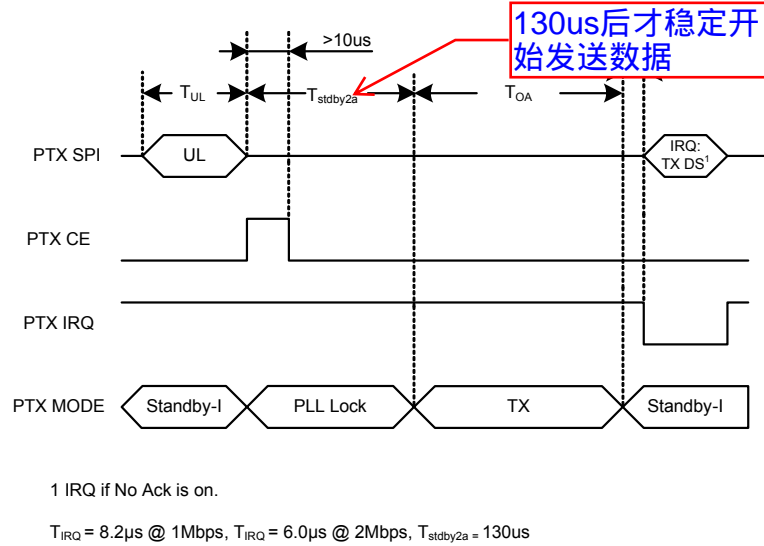 130us后才稳定开
始发送数据
>10us
TUL
Tstdby2a
TOA
PTX SPI
UL
IRQ:
TX DS1
PTX CE
PTX IRQ
PTX MODE
Standby-I
PLL Lock
TX
Standby-I
1 IRQ if No Ack is on.
TIRQ = 8.2µs @ 1Mbps, TIRQ = 6.0µs @ 2Mbps, Tstdby2a = 130us